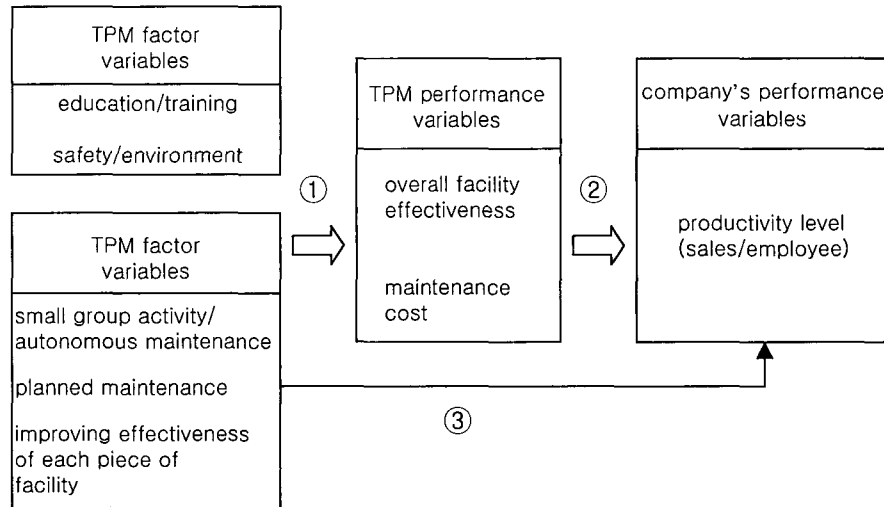 TPM factor
variables
education/training
safety/environment
TPM factor
variables
small group activity/
autonomous maintenance
planned maintenance
improving effectiveness
of each piece of
facility
①
TPM performance
variables
overall facility
effectiveness
maintenance
cost
②
company's performance
variables
productivity level
(sales/employee)
③